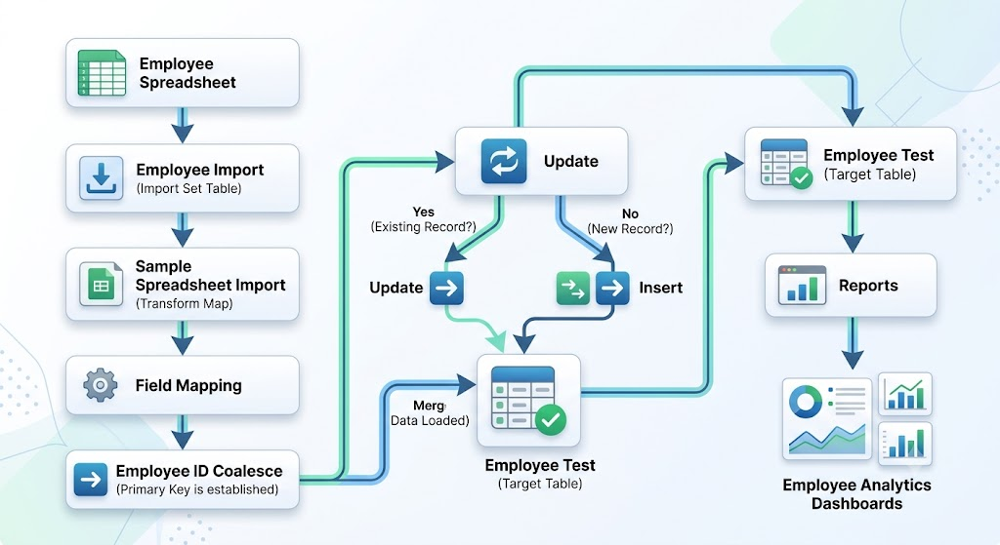 Employee
Spreadsheet
Employee Import
(Import Set Table)
Sample
Spreadsheet Import
(Transform Map)
Field Mapping
Employee ID Coalesce
(Primary Key is established)
Update
Yes
(Existing Record?)
No
(New Record?)
Update
Insert
Merg
Data Loaded)
Employee Test
(Target Table)
Employee Test
(Target Table)
Reports
Employee Analytics
Dashboards